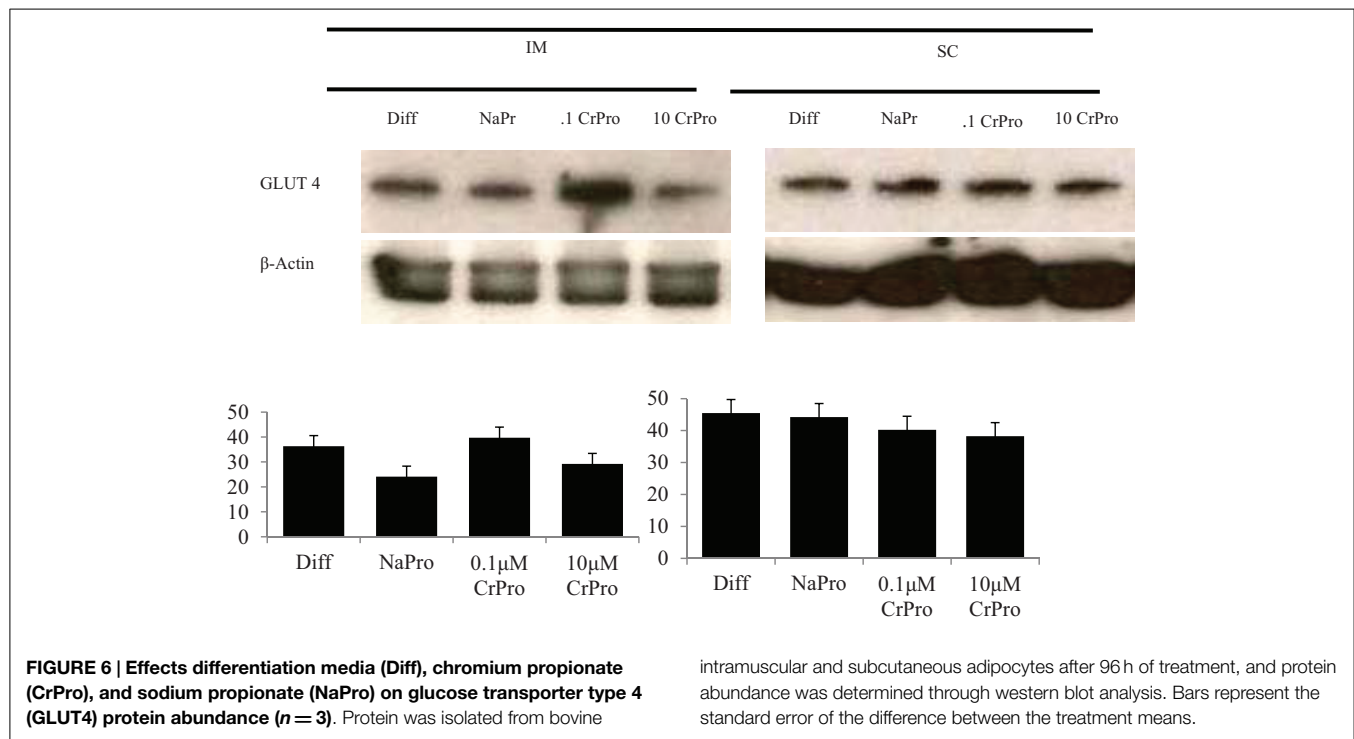 IM
SC
Diff NaPr .1 CrPro 10 CrPro Diff NaPr .1 CrPro 10 CrPro
GLUT 4
β-Actin
50
40
30
20
10
0
Diff NaPro 0.1μM CrPro 10μM CrPro
50
40
30
20
10
0
Diff NaPro 0.1μM CrPro 10μM CrPro
FIGURE 6 | Effects differentiation media (Diff), chromium propionate
(CrPro), and sodium propionate (NaPro) on glucose transporter type 4
(GLUT4) protein abundance (n = 3). Protein was isolated from bovine
intramuscular and subcutaneous adipocytes after 96 h of treatment, and protein
abundance was determined through western blot analysis. Bars represent the
standard error of the difference between the treatment means.